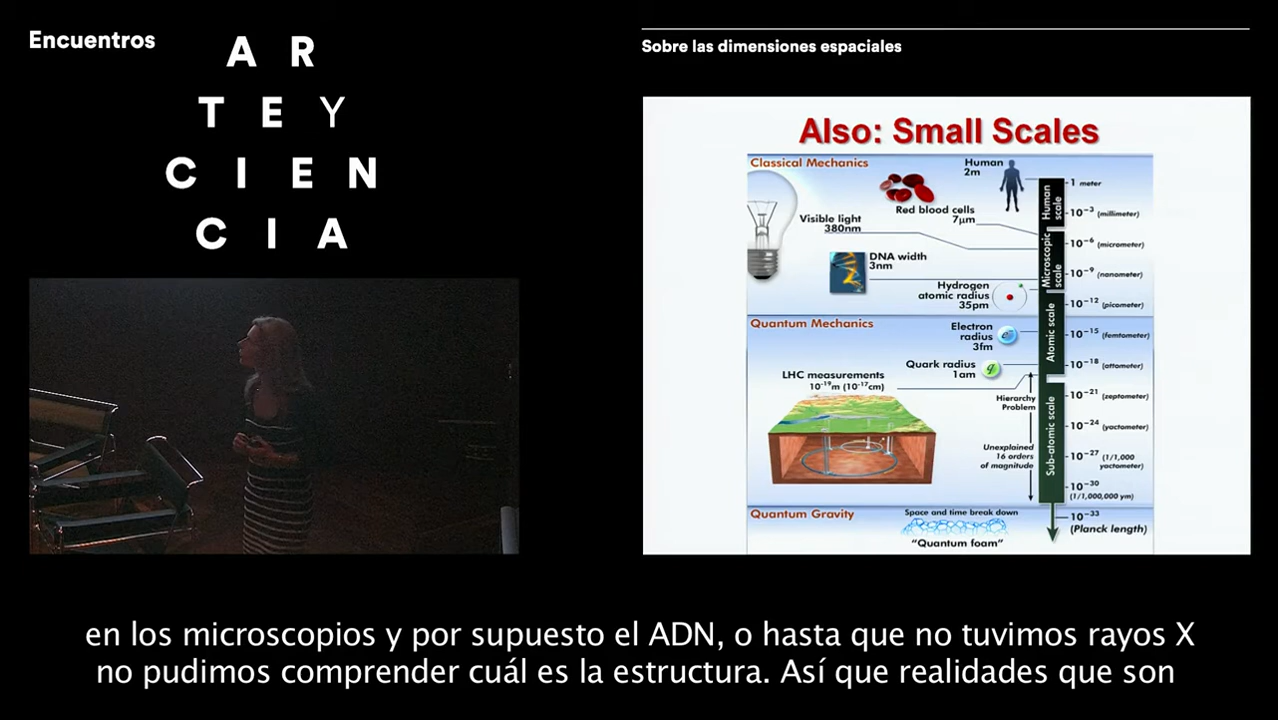 Encuentros
A R
T E Y
C I E N
C I A
Sobre las dimensiones espaciales
Also: Small Scales
Classical Mechanics
Human
2m
Red blood cells
7µm
Visible light
380nm
DNA width
3nm
Hydrogen
atomic radius
35pm
Quantum Mechanics
Electron
radius
3fm
Quark radius
1am
LHC measurements
10⁻¹⁹m (10⁻¹⁷cm)
Hierarchy
Problem
Unexplained
16 orders
of magnitude
Quantum Gravity
Space and time break down
"Quantum foam"
Human
scale
Microscopic
scale
Atomic scale
Sub-atomic scale
1 meter
10⁻³ (millimeter)
10⁻⁶ (micrometer)
10⁻⁹ (nanometer)
10⁻¹² (picometer)
10⁻¹⁵ (femtometer)
10⁻¹⁸ (attometer)
10⁻²¹ (zeptometer)
10⁻²⁴ (yoctometer)
10⁻²⁷ (1/1,000
yoctometer)
10⁻³⁰
(1/1,000,000 ym)
10⁻³³
(Planck length)
e⁻
q
en los microscopios y por supuesto el ADN, o hasta que no tuvimos rayos X
no pudimos comprender cuál es la estructura. Así que realidades que son